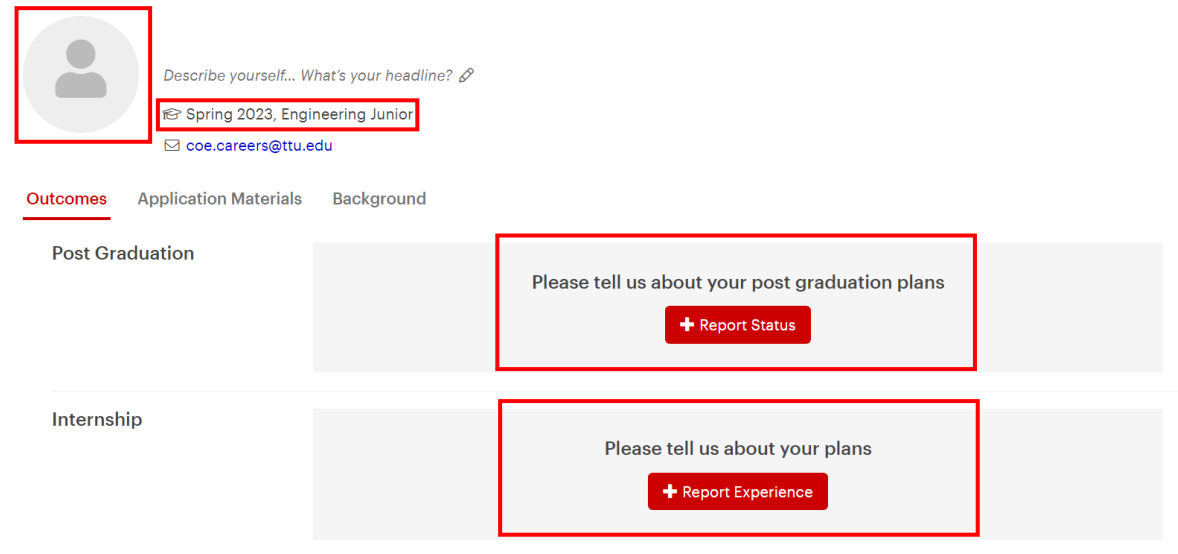 Describe yourself... What's your headline?
Spring 2023, Engineering Junior
coe.careers@ttu.edu
Outcomes Application Materials Background
Post Graduation
Please tell us about your post graduation plans
+ Report Status
Internship
Please tell us about your plans
+ Report Experience